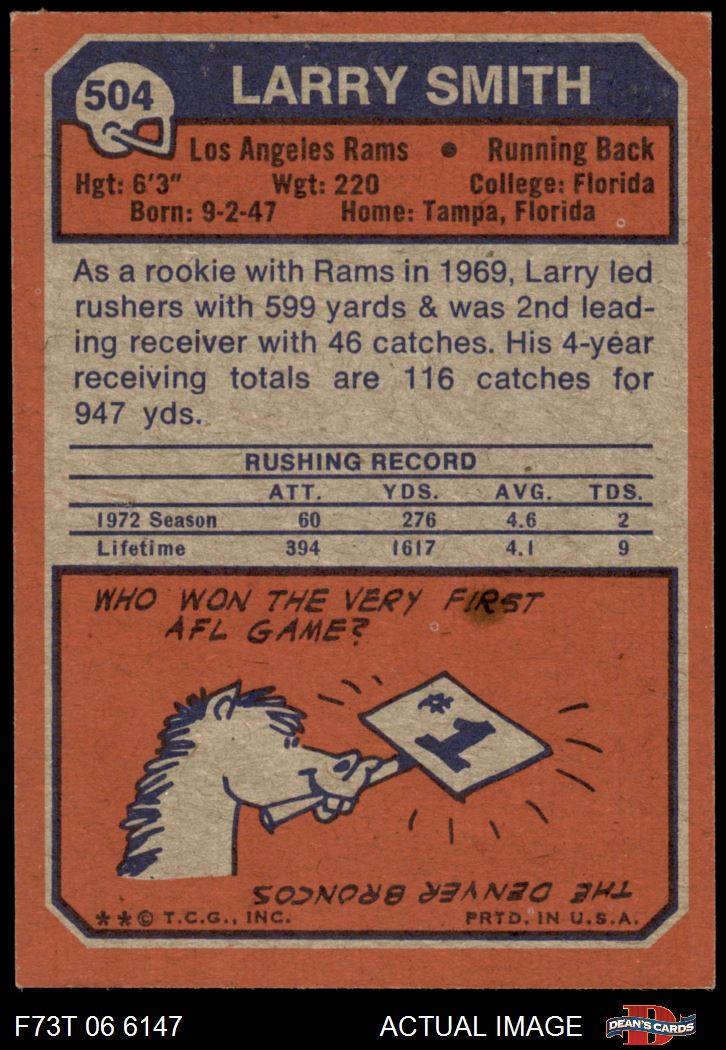 504
LARRY SMITH
Los Angeles Rams • Running Back
Hgt: 6'3" Wgt: 220 College: Florida
Born: 9-2-47 Home: Tampa, Florida
As a rookie with Rams in 1969, Larry led
rushers with 599 yards & was 2nd lead-
ing receiver with 46 catches. His 4-year
receiving totals are 116 catches for
947 yds.
RUSHING RECORD
ATT. YDS. AVG. TDS.
1972 Season 60 276 4.6 2
Lifetime 394 1617 4.1 9
WHO WON THE VERY FIRST
AFL GAME?
#1
THE DENVER BRONCOS
**© T.C.G., INC. PRTD. IN U.S.A.
F73T 06 6147 ACTUAL IMAGE
DEAN'S CARDS